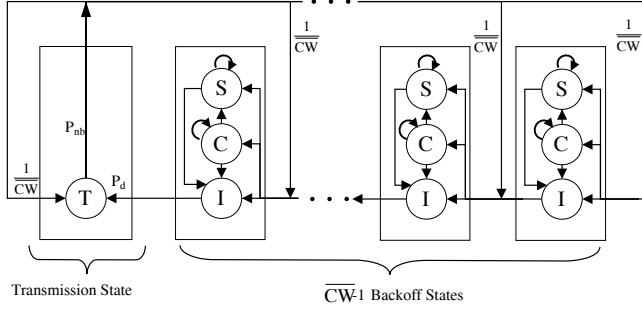 1
CW
1
CW
1
CW
S
S
S
P_nb
C
C
C
1
CW
P_d
T
I
I
I
Transmission State
CW-1 Backoff States